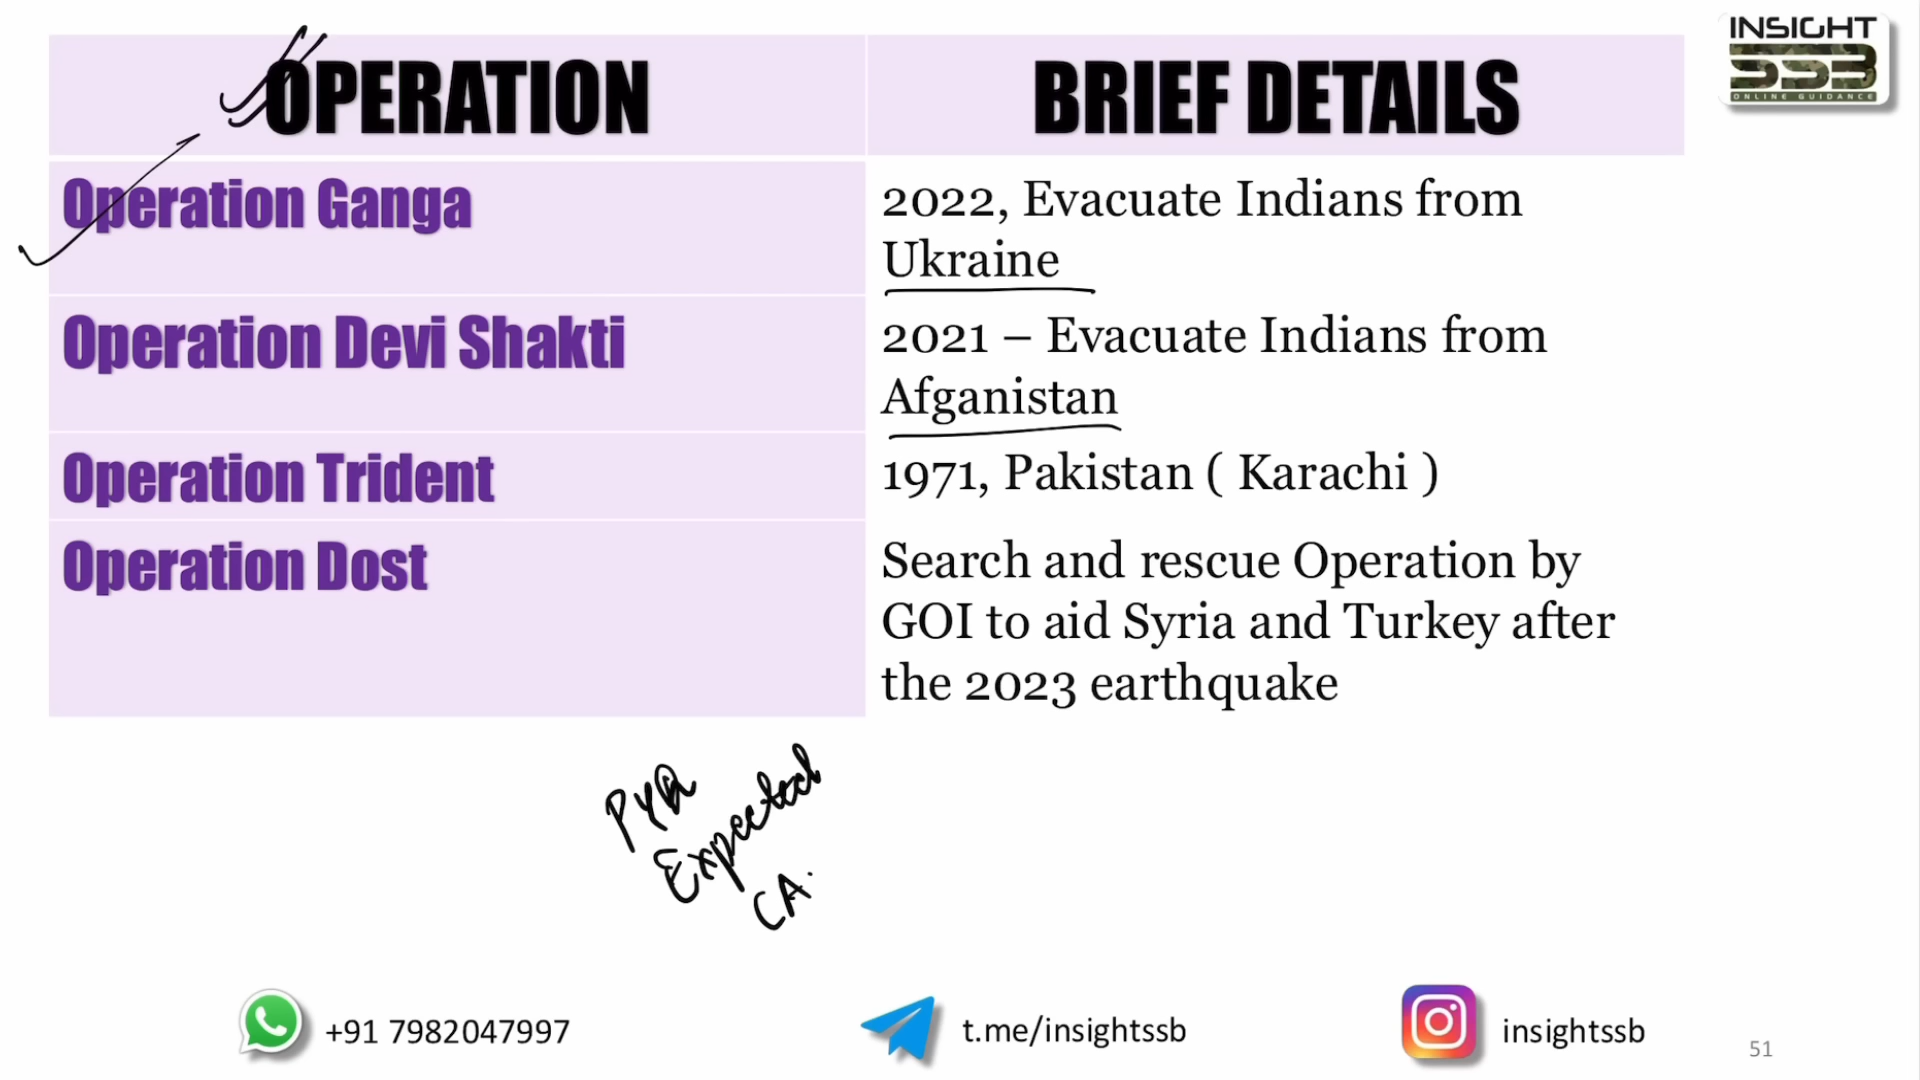 INSIGHT
SSB
ONLINE GUIDANCE
OPERATION
BRIEF DETAILS
Operation Ganga
2022, Evacuate Indians from
Ukraine
Operation Devi Shakti
2021 – Evacuate Indians from
Afganistan
Operation Trident
1971, Pakistan ( Karachi )
Operation Dost
Search and rescue Operation by
GOI to aid Syria and Turkey after
the 2023 earthquake
PYQ
Expected
CA.
+91 7982047997
t.me/insightssb
insightssb
51